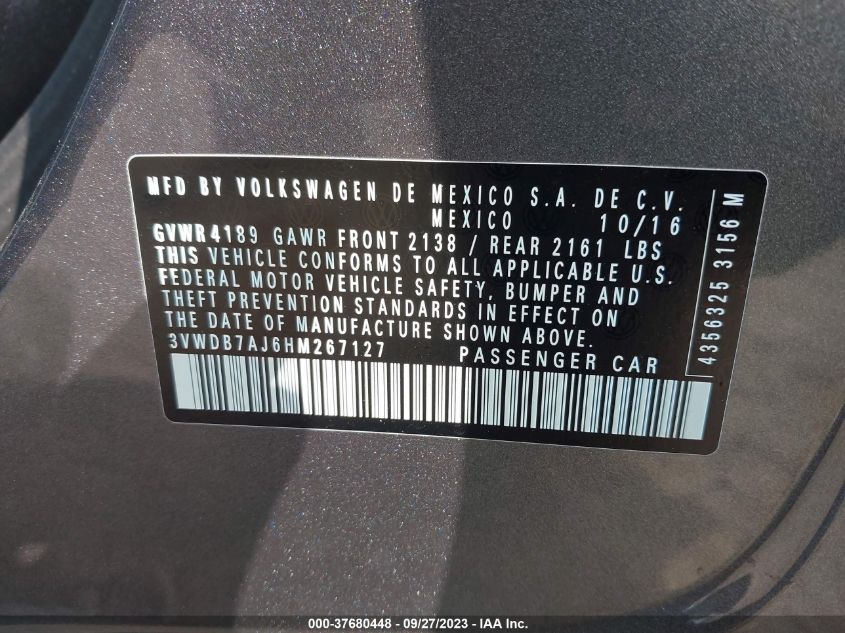 MFD BY VOLKSWAGEN DE MEXICO S.A. DE C.V.
MEXICO 10/16
GVWR 4189 GAWR FRONT 2138 / REAR 2161 LBS
THIS VEHICLE CONFORMS TO ALL APPLICABLE U.S.
FEDERAL MOTOR VEHICLE SAFETY, BUMPER AND
THEFT PREVENTION STANDARDS IN EFFECT ON
THE DATE OF MANUFACTURE SHOWN ABOVE.
3VWDB7AJ6HM267127 PASSENGER CAR
4356325 3156 M
000-37680448 - 09/27/2023 - IAA Inc.